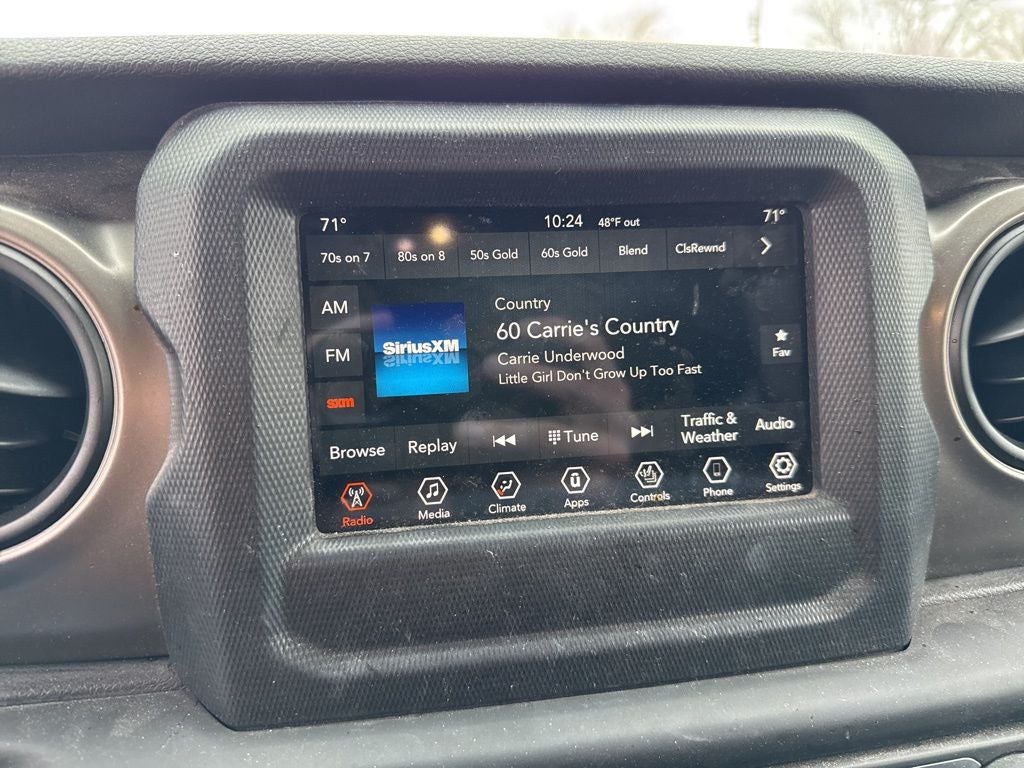 71° 10:24 48°F out 71°
70s on 7 80s on 8 50s Gold 60s Gold Blend ClsRewnd
AM
FM
sxm
SiriusXM
Country
60 Carrie's Country
Carrie Underwood
Little Girl Don't Grow Up Too Fast
Fav
Browse Replay Tune Traffic & Weather Audio
Radio Media Climate Apps Controls Phone Settings